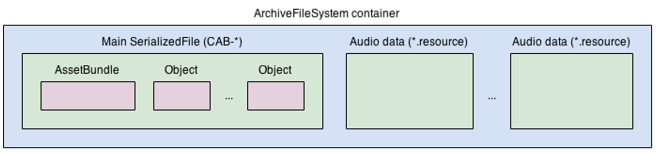 ArchiveFileSystem container
Main SerializedFile (CAB-*)
Audio data (*.resource)
Audio data (*.resource)
AssetBundle
Object
...
Object
...